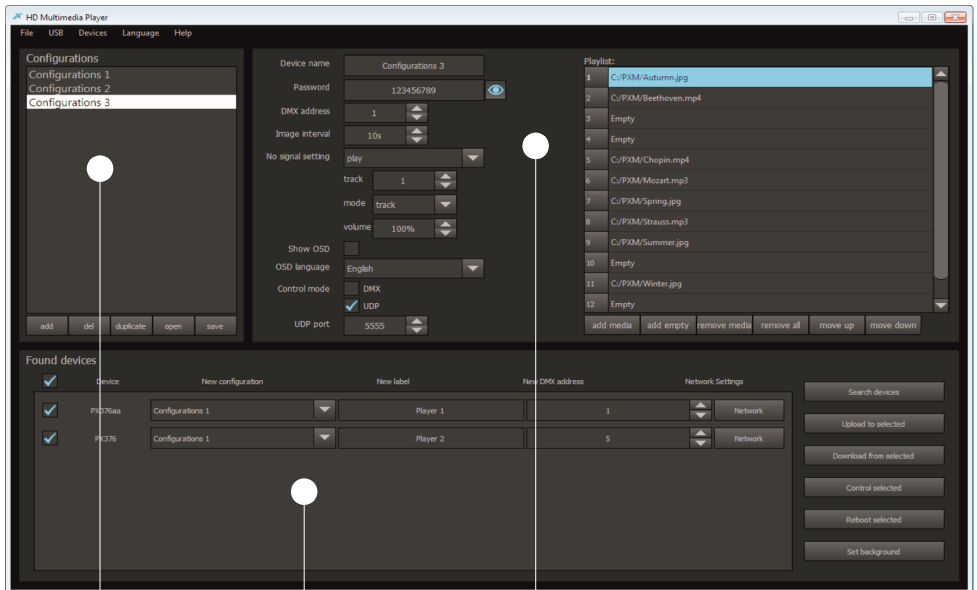 HD Multimedia Player
File USB Devices Language Help
Configurations
Configurations 1
Configurations 2
Configurations 3
add del duplicate open save
Device name Configurations 3
Password 123456789
DMX address 1
Image interval 10s
No signal setting play
track 1
mode track
volume 100%
Show OSD
OSD language English
Control mode DMX
UDP
UDP port 5555
Playlist:
1 C:/PXM/Autumn.jpg
2 C:/PXM/Beethoven.mp4
3 Empty
4 Empty
5 C:/PXM/Chopin.mp4
6 C:/PXM/Mozart.mp3
7 C:/PXM/Spring.jpg
8 C:/PXM/Strauss.mp3
9 C:/PXM/Summer.jpg
10 Empty
11 C:/PXM/Winter.jpg
12 Empty
add media add empty remove media remove all move up move down
Found devices
Device New configuration New label New DMX address Network Settings
PX376aa Configurations 1 Player 1 1 Network
PX376 Configurations 1 Player 2 5 Network
Search devices
Upload to selected
Download from selected
Control selected
Reboot selected
Set background